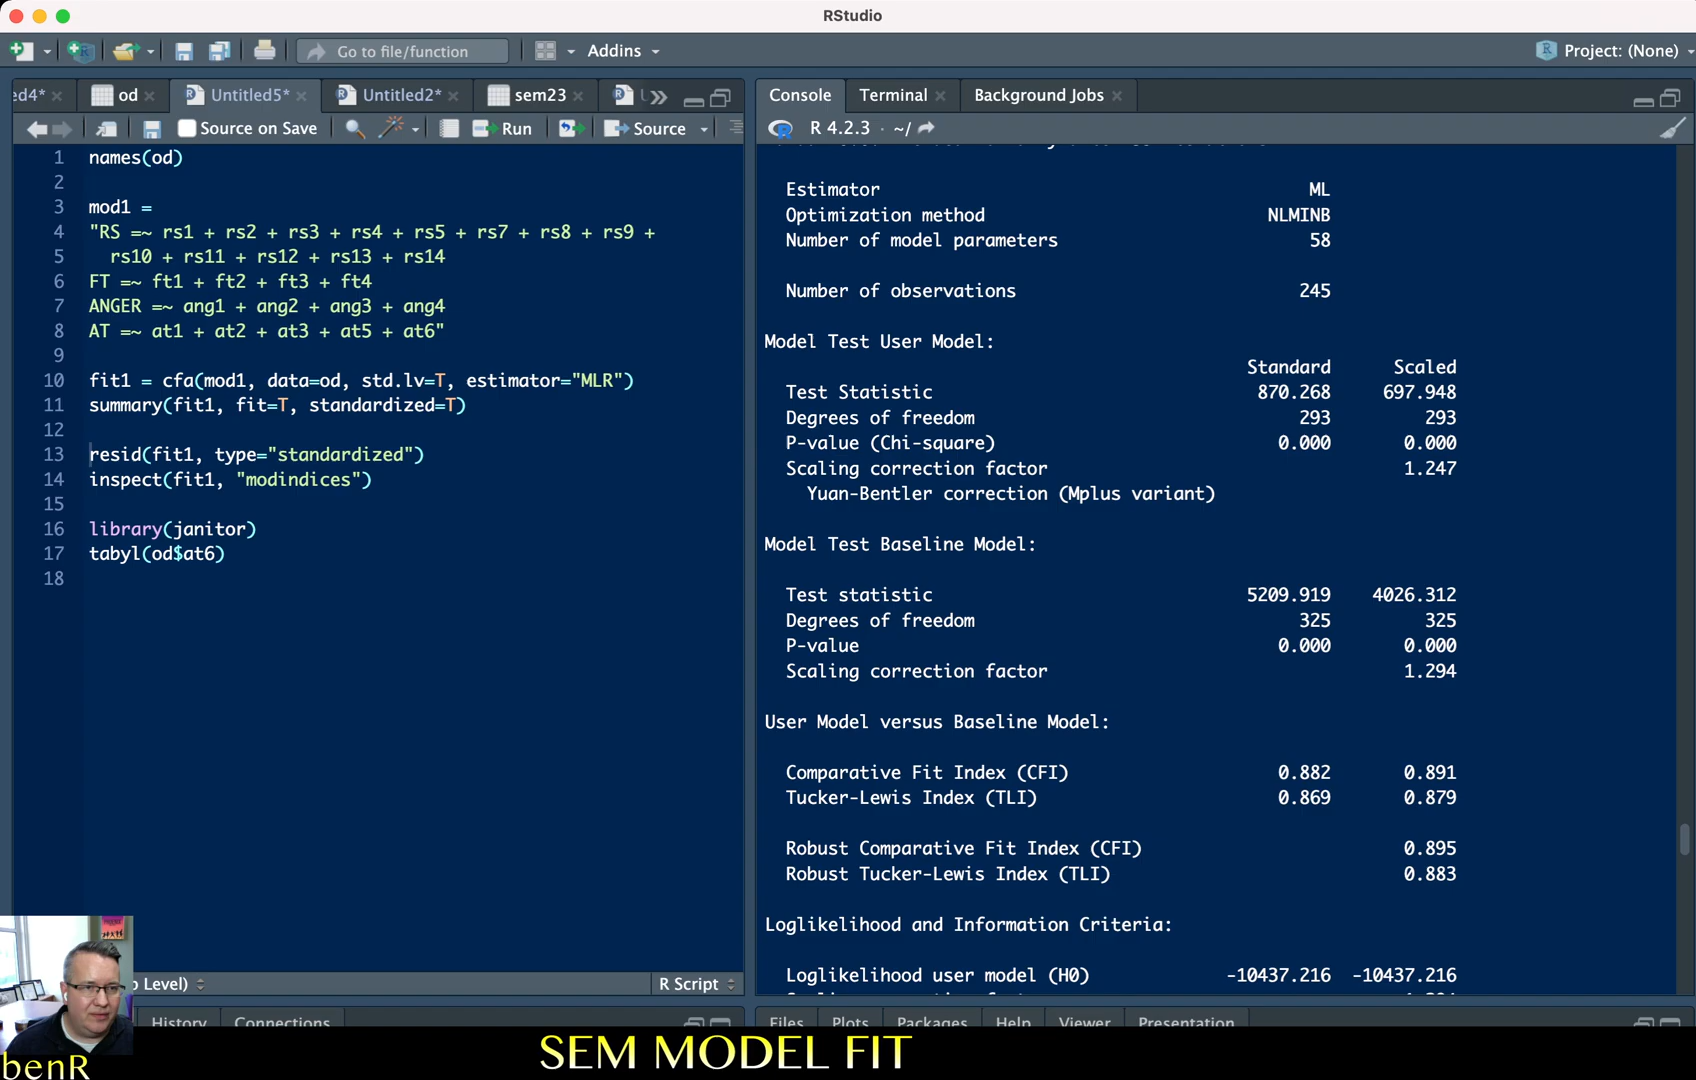 RStudio
Go to file/function
Addins
Project: (None)
ed4*
od
Untitled5*
Untitled2*
sem23
Source on Save
Run
Source
1 names(od)
2
3 mod1 =
4 "RS =~ rs1 + rs2 + rs3 + rs4 + rs5 + rs7 + rs8 + rs9 +
5 rs10 + rs11 + rs12 + rs13 + rs14
6 FT =~ ft1 + ft2 + ft3 + ft4
7 ANGER =~ ang1 + ang2 + ang3 + ang4
8 AT =~ at1 + at2 + at3 + at5 + at6"
9
10 fit1 = cfa(mod1, data=od, std.lv=T, estimator="MLR")
11 summary(fit1, fit=T, standardized=T)
12
13 resid(fit1, type="standardized")
14 inspect(fit1, "modindices")
15
16 library(janitor)
17 tabyl(od$at6)
18
Level)
R Script
History
Connections
Console
Terminal
Background Jobs
R 4.2.3 · ~/
Estimator ML
Optimization method NLMINB
Number of model parameters 58
Number of observations 245
Model Test User Model:
Standard Scaled
Test Statistic 870.268 697.948
Degrees of freedom 293 293
P-value (Chi-square) 0.000 0.000
Scaling correction factor 1.247
Yuan-Bentler correction (Mplus variant)
Model Test Baseline Model:
Test statistic 5209.919 4026.312
Degrees of freedom 325 325
P-value 0.000 0.000
Scaling correction factor 1.294
User Model versus Baseline Model:
Comparative Fit Index (CFI) 0.882 0.891
Tucker-Lewis Index (TLI) 0.869 0.879
Robust Comparative Fit Index (CFI) 0.895
Robust Tucker-Lewis Index (TLI) 0.883
Loglikelihood and Information Criteria:
Loglikelihood user model (H0) -10437.216 -10437.216
Files
Plots
Packages
Help
Viewer
Presentation
benR
SEM MODEL FIT